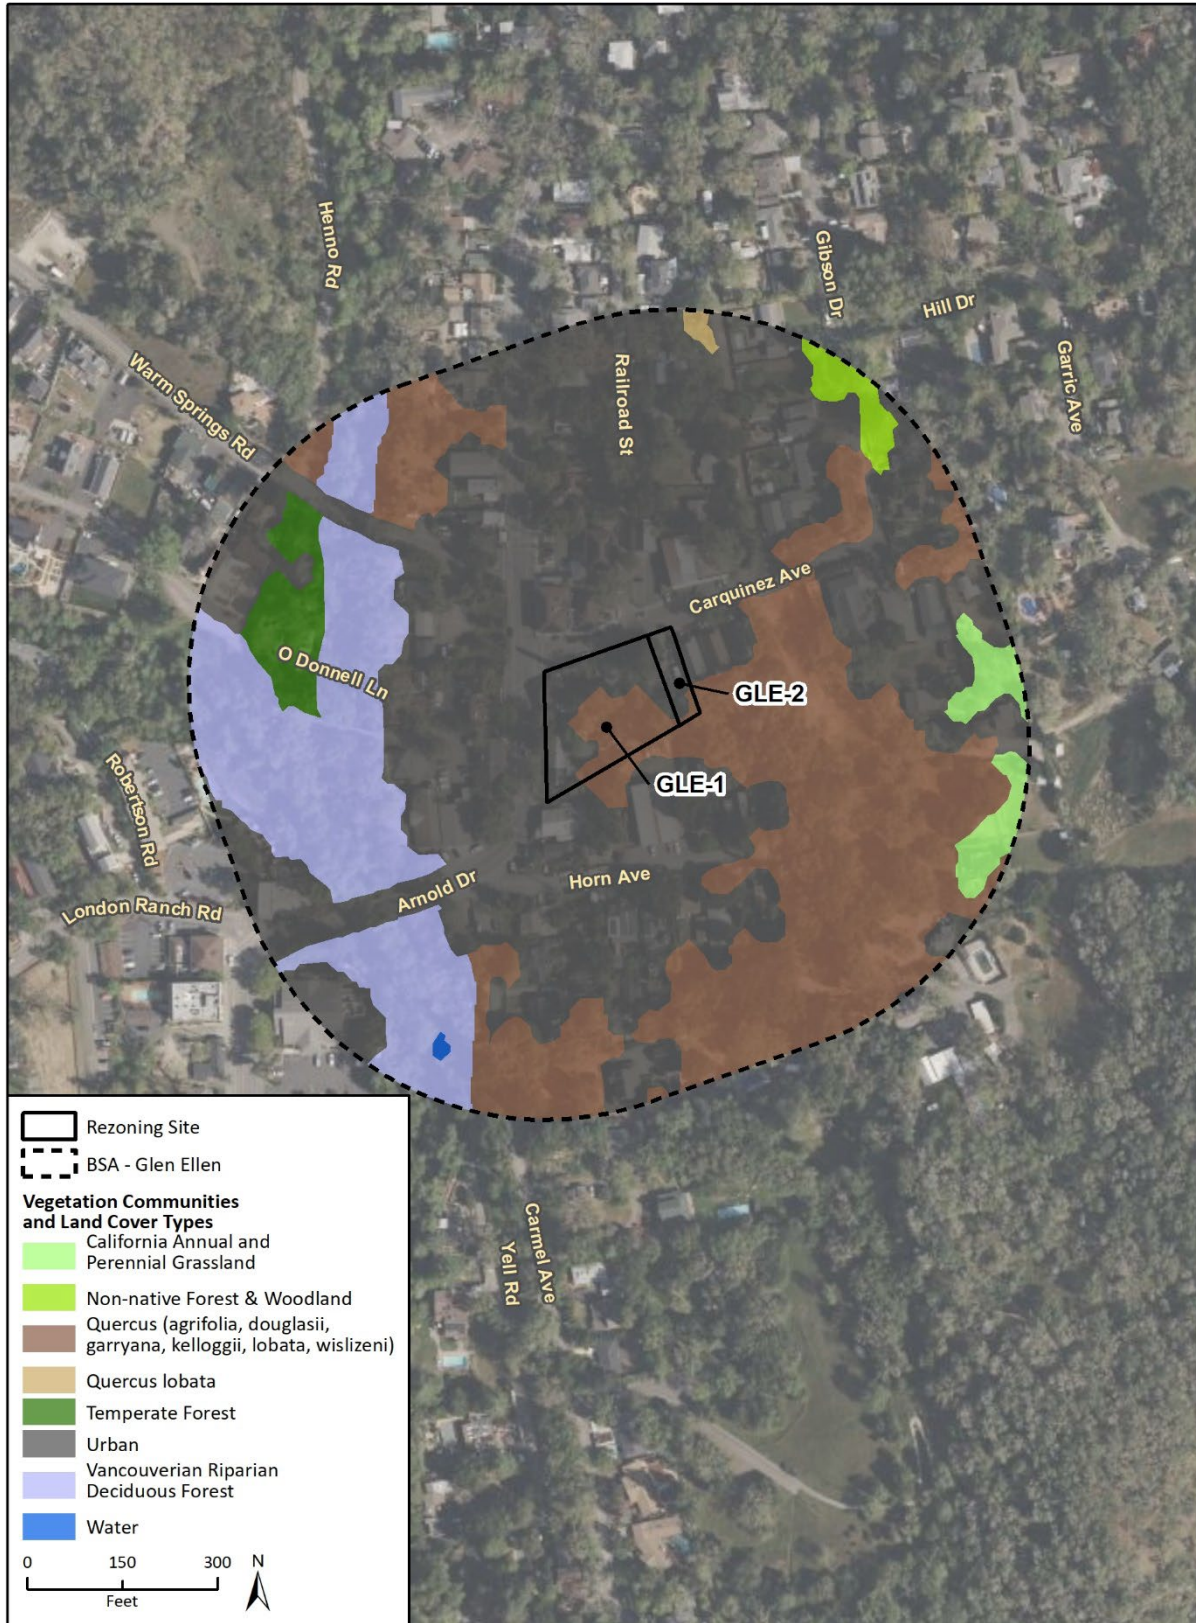 Henno Rd
Gibson Dr
Hill Dr
Garric Ave
Warm Springs Rd
Railroad St
Carquinez Ave
O Donnell Ln
GLE-2
GLE-1
Robertson Rd
Horn Ave
Arnold Dr
London Ranch Rd
Carmel Ave
Yell Rd
Rezoning Site
BSA - Glen Ellen
Vegetation Communities
and Land Cover Types
California Annual and
Perennial Grassland
Non-native Forest & Woodland
Quercus (agrifolia, douglasii,
garryana, kelloggii, lobata, wislizeni)
Quercus lobata
Temperate Forest
Urban
Vancouverian Riparian
Deciduous Forest
Water
0 150 300
Feet
N